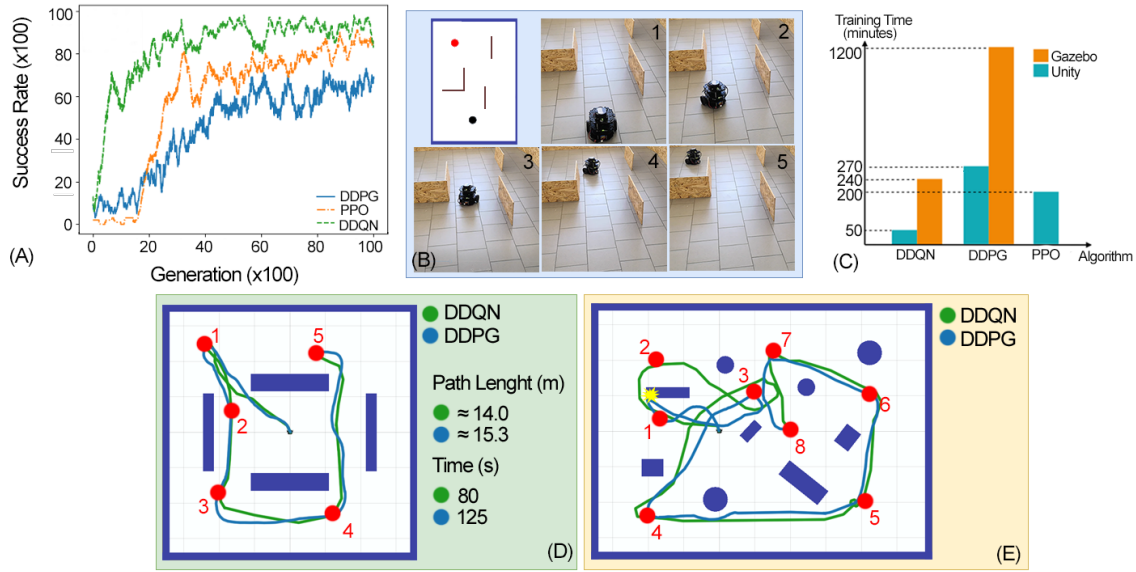 Success Rate (x100)
100
80
60
40
20
0
DDPG
PPO
DDQN
0
20
40
60
80
100
Generation (x100)
(A)
1
2
3
4
5
(B)
Training Time
(minutes)
1200
270
240
200
50
Gazebo
Unity
DDQN
DDPG
PPO
Algorithm
(C)
1
5
2
3
4
DDQN
DDPG
Path Lenght (m)
≈ 14.0
≈ 15.3
Time (s)
80
125
(D)
2
7
3
1
6
8
4
5
DDQN
DDPG
(E)